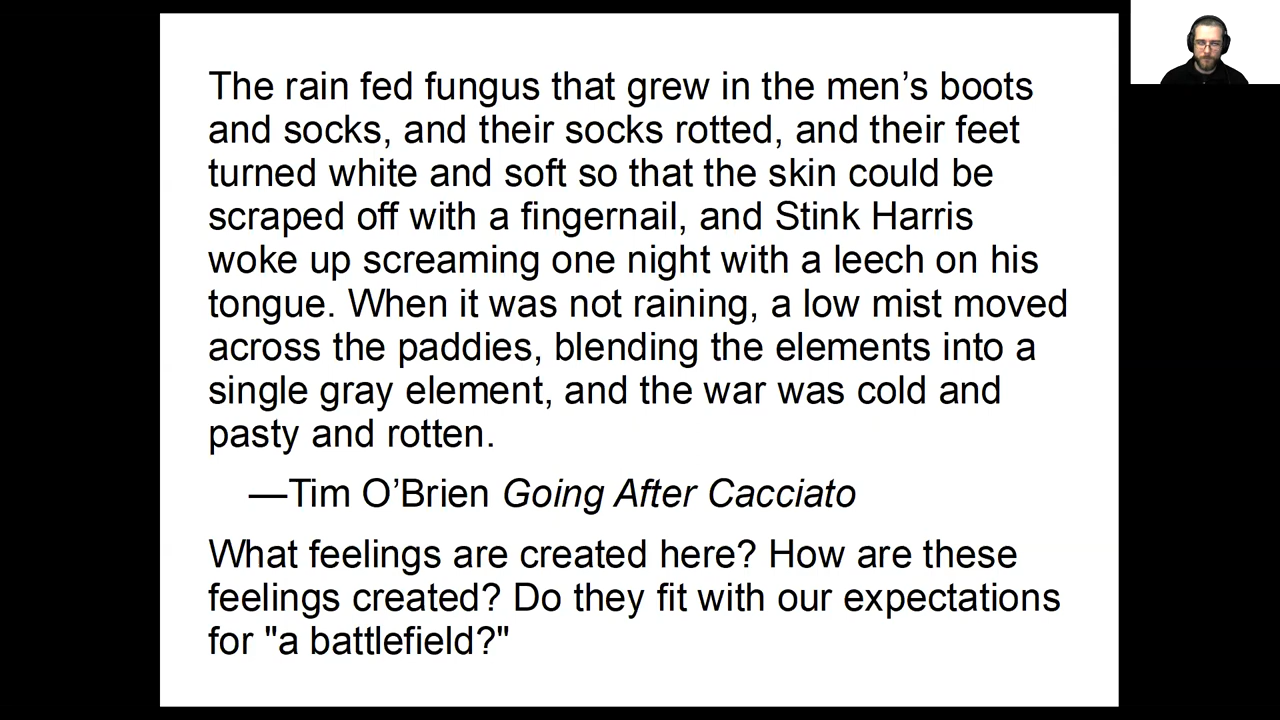 The rain fed fungus that grew in the men’s boots
and socks, and their socks rotted, and their feet
turned white and soft so that the skin could be
scraped off with a fingernail, and Stink Harris
woke up screaming one night with a leech on his
tongue. When it was not raining, a low mist moved
across the paddies, blending the elements into a
single gray element, and the war was cold and
pasty and rotten.
—Tim O’Brien Going After Cacciato
What feelings are created here? How are these
feelings created? Do they fit with our expectations
for "a battlefield?"